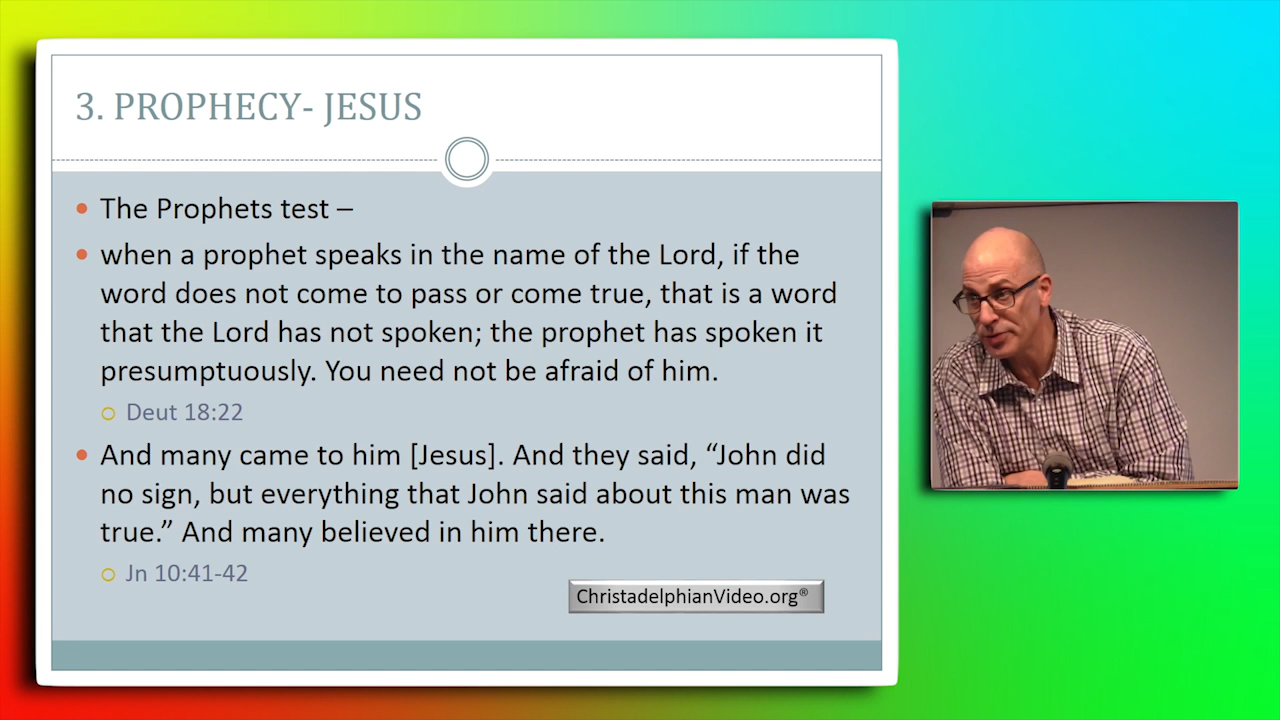 3. PROPHECY- JESUS
The Prophets test –
when a prophet speaks in the name of the Lord, if the
word does not come to pass or come true, that is a word
that the Lord has not spoken; the prophet has spoken it
presumptuously. You need not be afraid of him.
Deut 18:22
And many came to him [Jesus]. And they said, “John did
no sign, but everything that John said about this man was
true.” And many believed in him there.
Jn 10:41-42
ChristadelphianVideo.org®